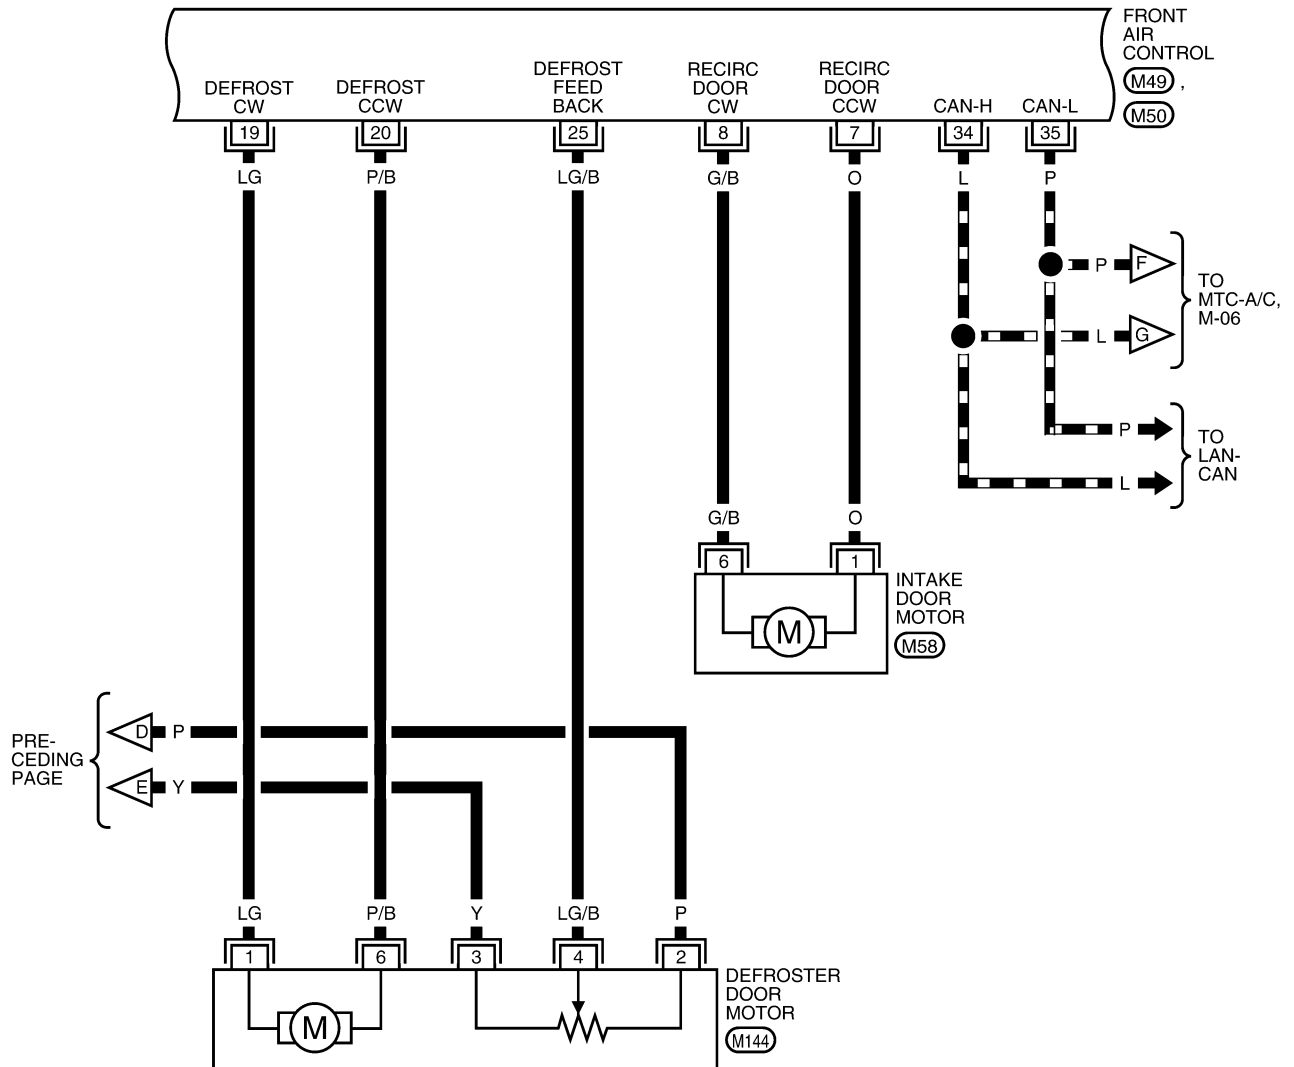 FRONT
AIR
CONTROL
M49 ,
M50
DEFROST
CW
DEFROST
CCW
DEFROST
FEED
BACK
RECIRC
DOOR
CW
RECIRC
DOOR
CCW
CAN-H
CAN-L
19
20
25
8
7
34
35
LG
P/B
LG/B
G/B
O
L
P
P
F
L
G
TO
MTC-A/C,
M-06
P
L
TO
LAN-
CAN
G/B
O
6
1
M
INTAKE
DOOR
MOTOR
M58
PRE-
CEDING
PAGE
D
P
E
Y
LG
P/B
Y
LG/B
P
1
6
3
4
2
M
DEFROSTER
DOOR
MOTOR
M144